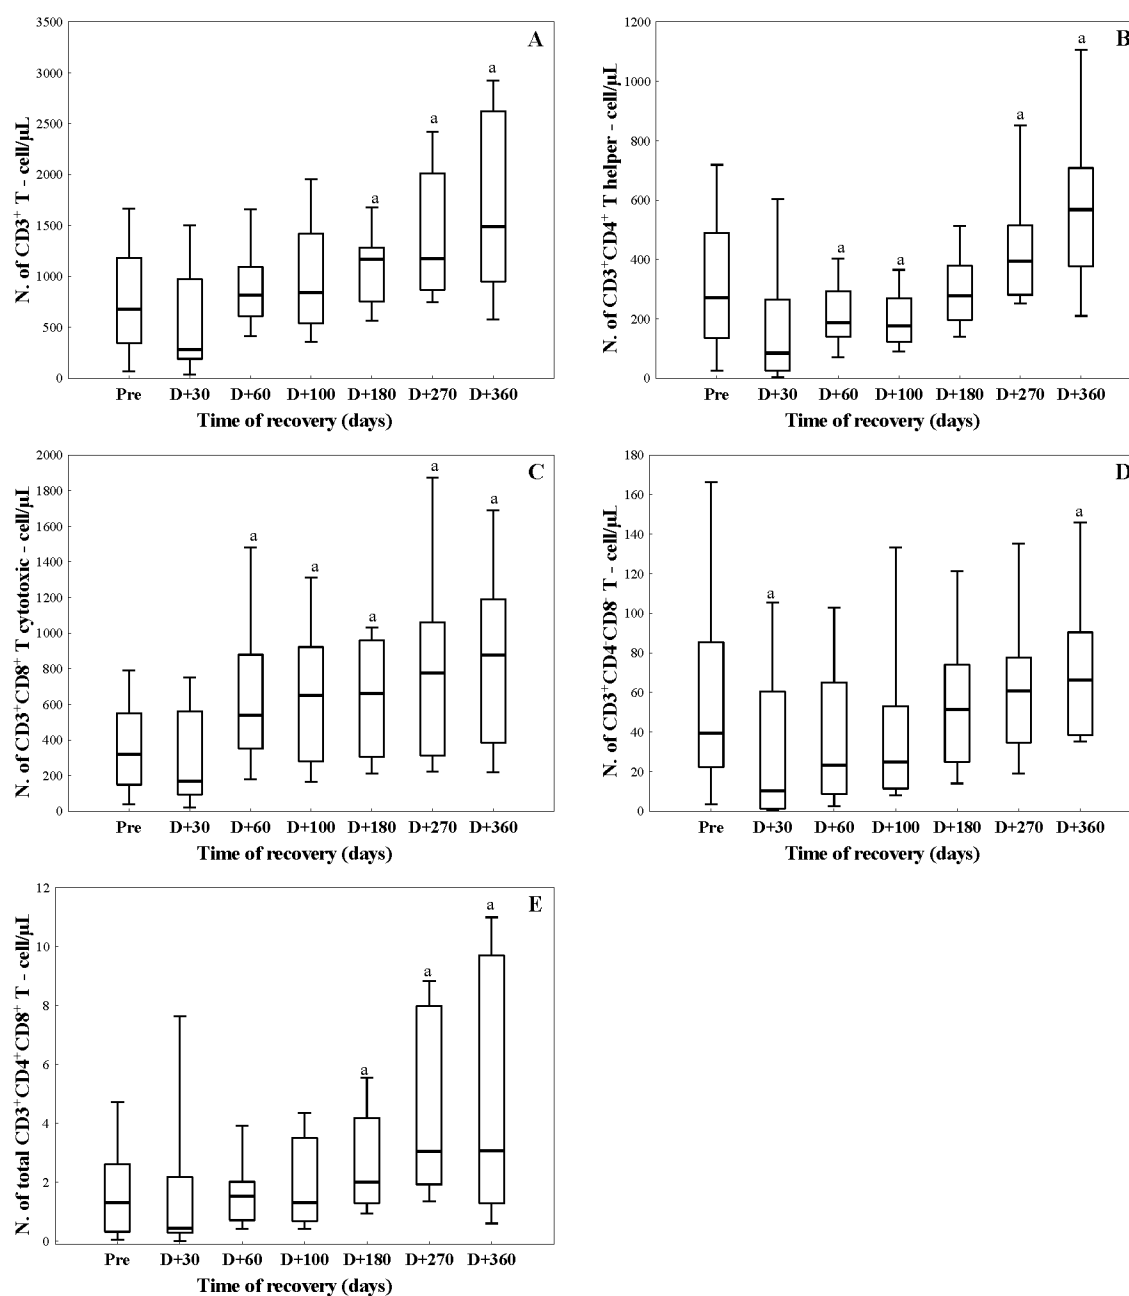 A
N. of CD3⁺ T - cell/µL
3500
3000
2500
2000
1500
1000
500
0
a
a
a
Pre D+30 D+60 D+100 D+180 D+270 D+360
Time of recovery (days)
B
N. of CD3⁺CD4⁺ T helper - cell/µL
1200
1000
800
600
400
200
0
a
a
a
a
Pre D+30 D+60 D+100 D+180 D+270 D+360
Time of recovery (days)
C
N. of CD3⁺CD8⁺ T cytotoxic - cell/µl
2000
1800
1600
1400
1200
1000
800
600
400
200
0
a
a
a
a
a
Pre D+30 D+60 D+100 D+180 D+270 D+360
Time of recovery (days)
D
N. of CD3⁺CD4⁻CD8⁻ T - cell/µL
180
160
140
120
100
80
60
40
20
0
a
a
Pre D+30 D+60 D+100 D+180 D+270 D+360
Time of recovery (days)
E
N. of total CD3⁺CD4⁺CD8⁺ T - cell/µl
12
10
8
6
4
2
0
a
a
a
Pre D+30 D+60 D+100 D+180 D+270 D+360
Time of recovery (days)